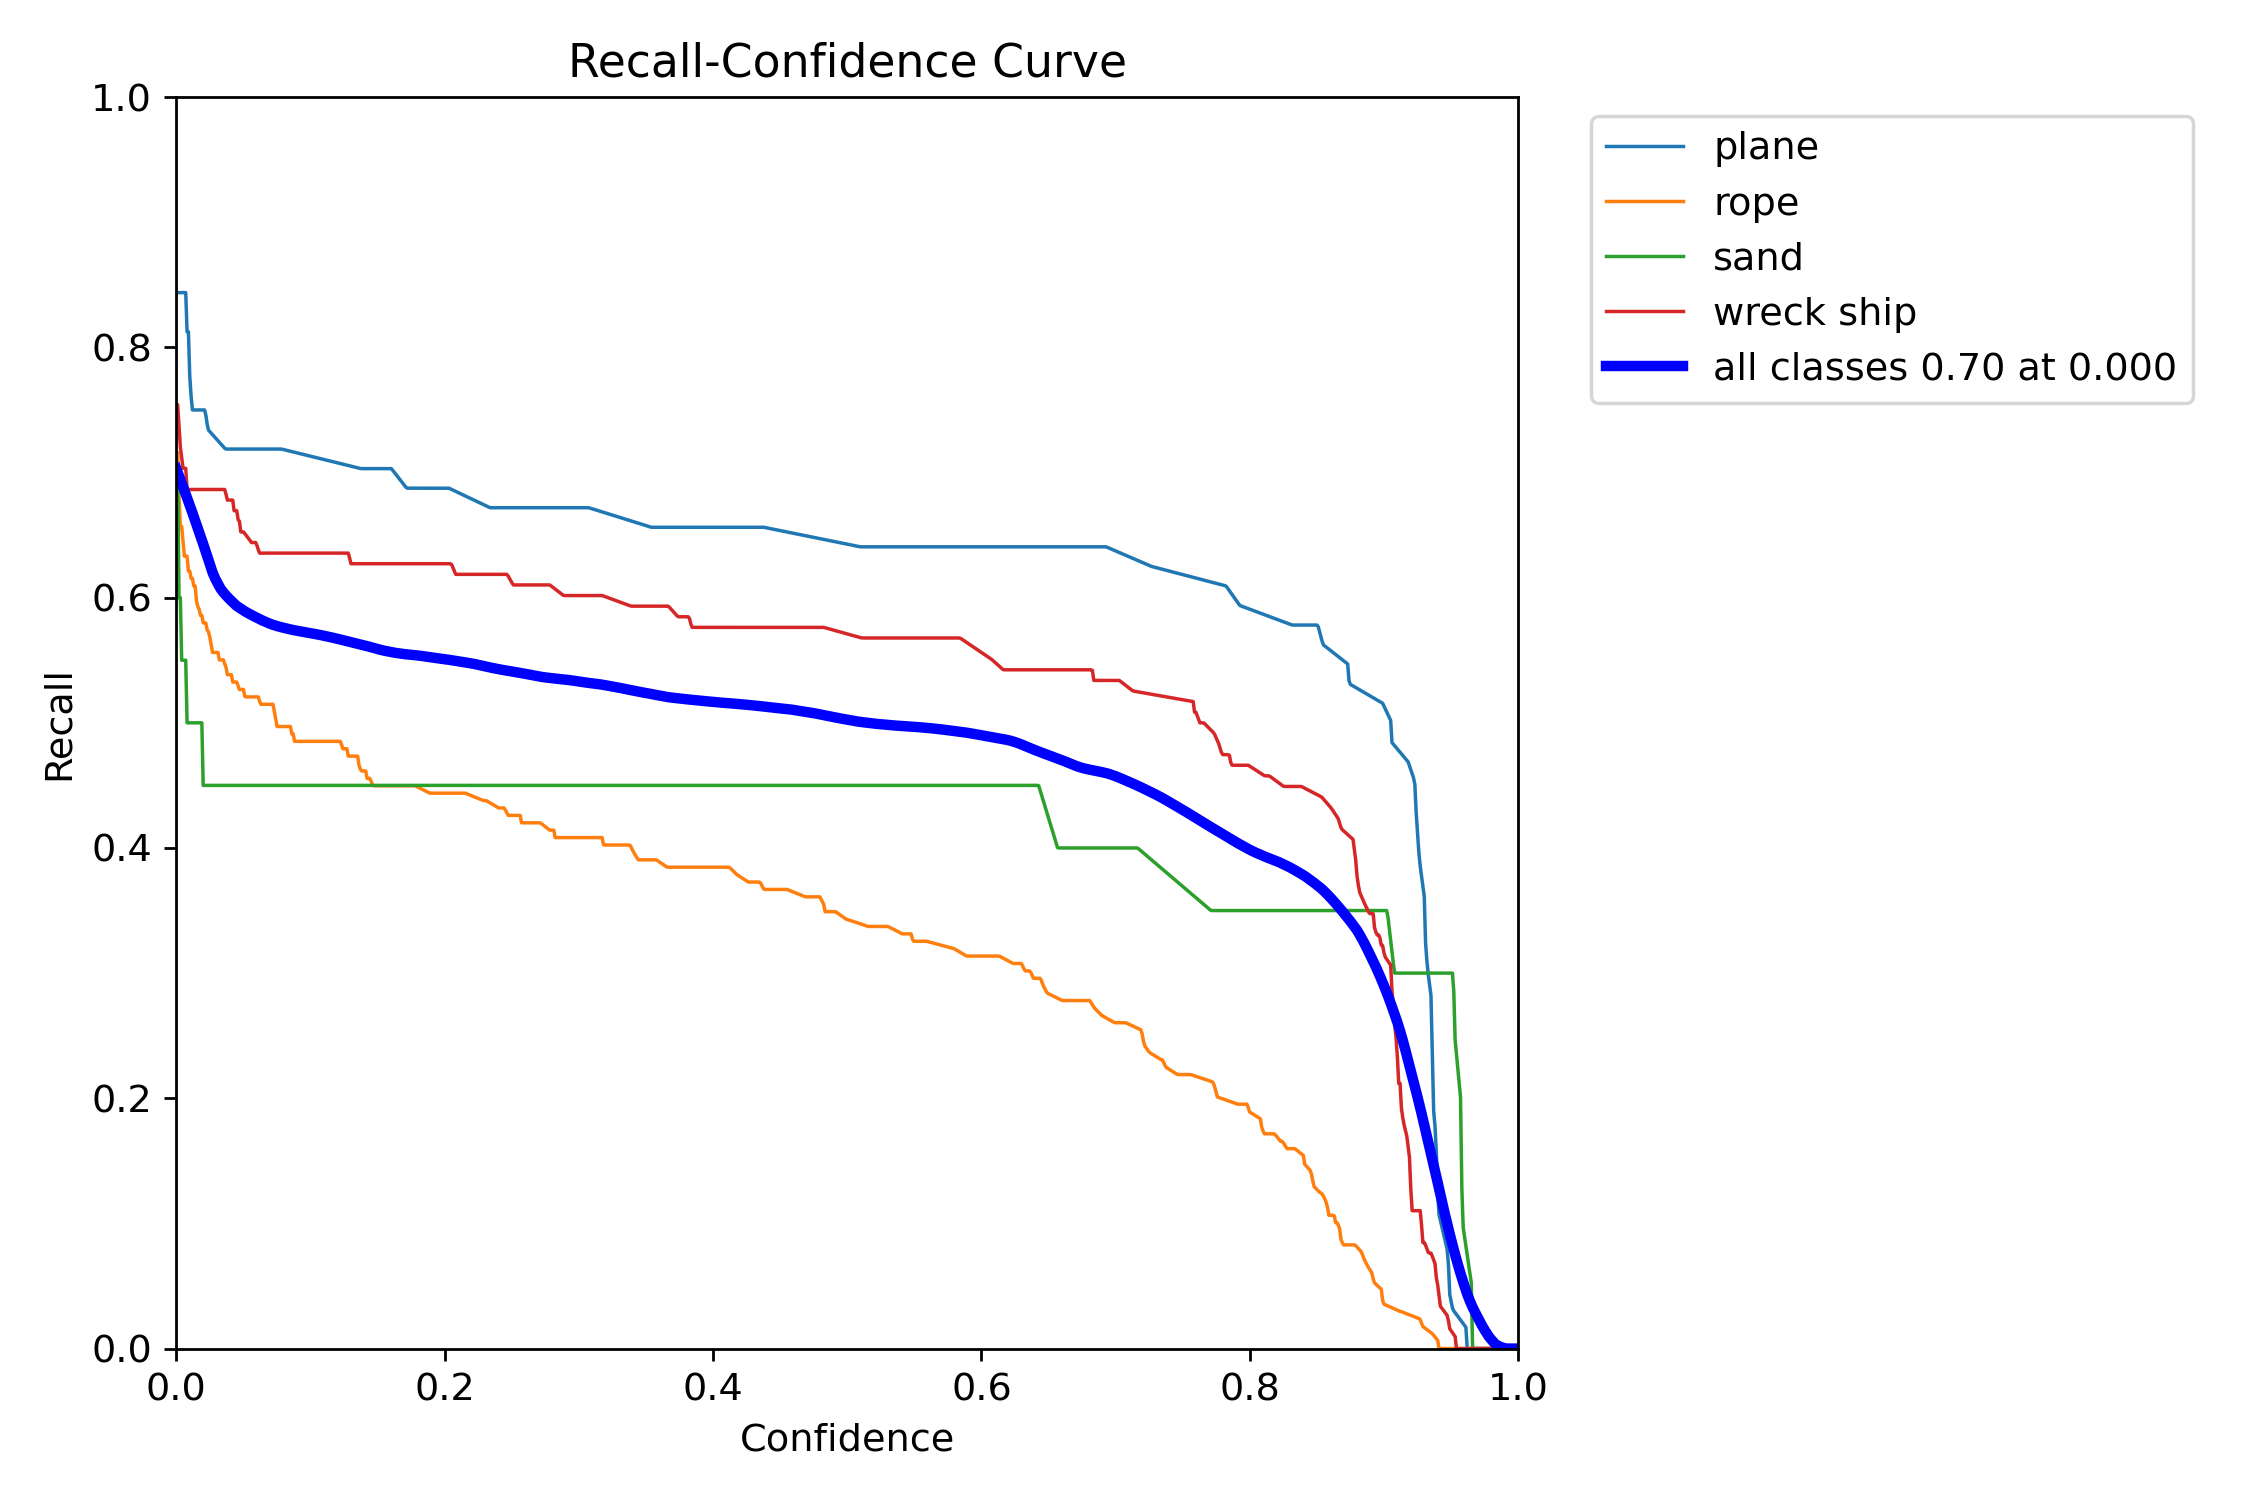 Recall-Confidence Curve
1.0
0.8
0.6
0.4
0.2
0.0
Recall
0.0 0.2 0.4 0.6 0.8 1.0
Confidence
plane
rope
sand
wreck ship
all classes 0.70 at 0.000